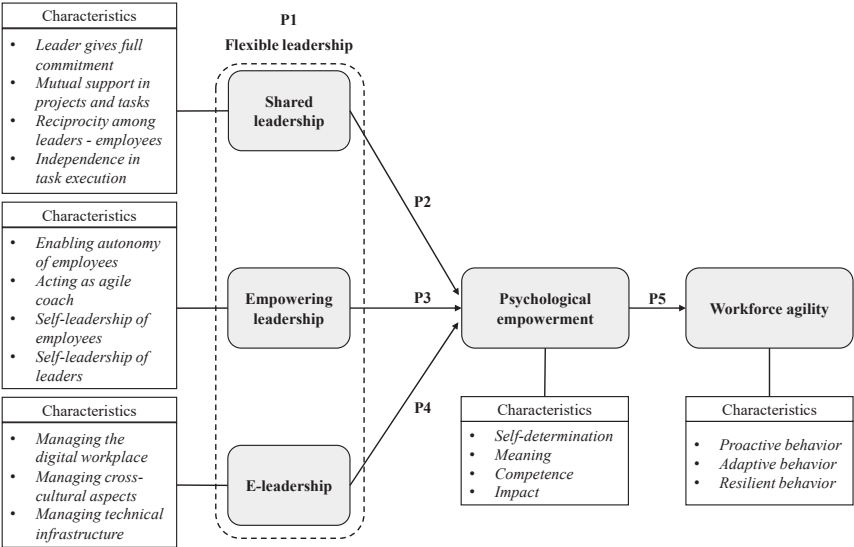 Characteristics
• Leader gives full
commitment
• Mutual support in
projects and tasks
• Reciprocity among
leaders - employees
• Independence in
task execution
P1
Flexible leadership
Shared
leadership
P2
Characteristics
• Enabling autonomy
of employees
• Acting as agile
coach
• Self-leadership of
employees
• Self-leadership of
leaders
Empowering
leadership
P3
Psychological
empowerment
P5
Workforce agility
Characteristics
• Managing the
digital workplace
• Managing cross-
cultural aspects
• Managing technical
infrastructure
E-leadership
P4
Characteristics
• Self-determination
• Meaning
• Competence
• Impact
Characteristics
• Proactive behavior
• Adaptive behavior
• Resilient behavior